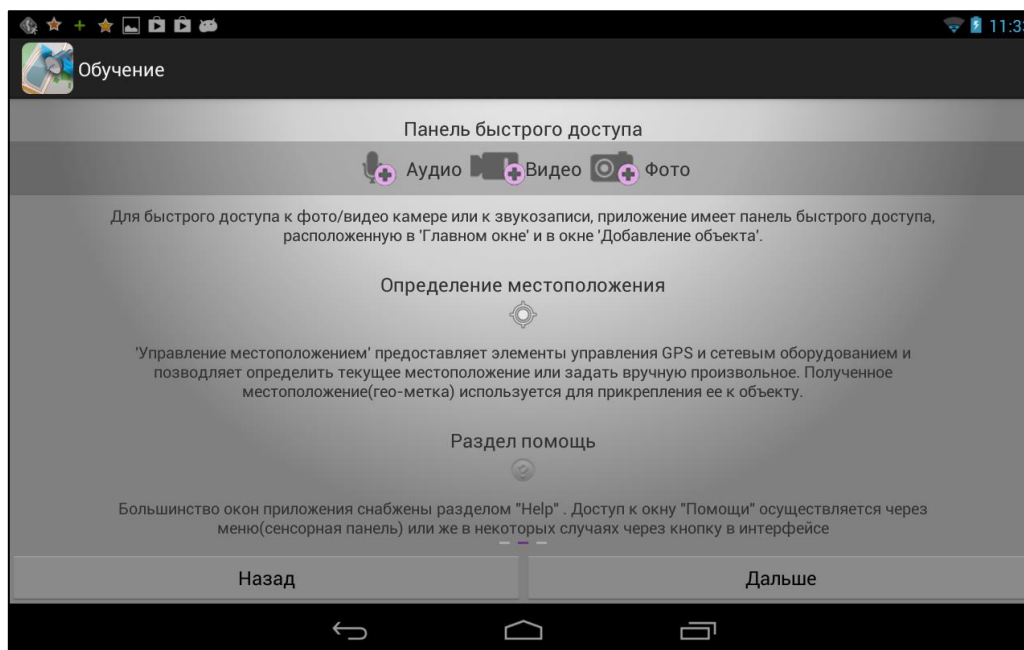 11:33
Обучение
Панель быстрого доступа
Аудио Видео Фото
Для быстрого доступа к фото/видео камере или к звукозаписи, приложение имеет панель быстрого доступа,
расположенную в 'Главном окне' и в окне 'Добавление объекта'.
Определение местоположения
'Управление местоположением' предоставляет элементы управления GPS и сетевым оборудованием и
позводляет определить текущее местоположение или задать вручную произвольное. Полученное
местоположение(гео-метка) используется для прикрепления ее к объекту.
Раздел помощь
Большинство окон приложения снабжены разделом "Help" . Доступ к окну "Помощи" осуществляется через
меню(сенсорная панель) или же в некоторых случаях через кнопку в интерфейсе
Назад Дальше